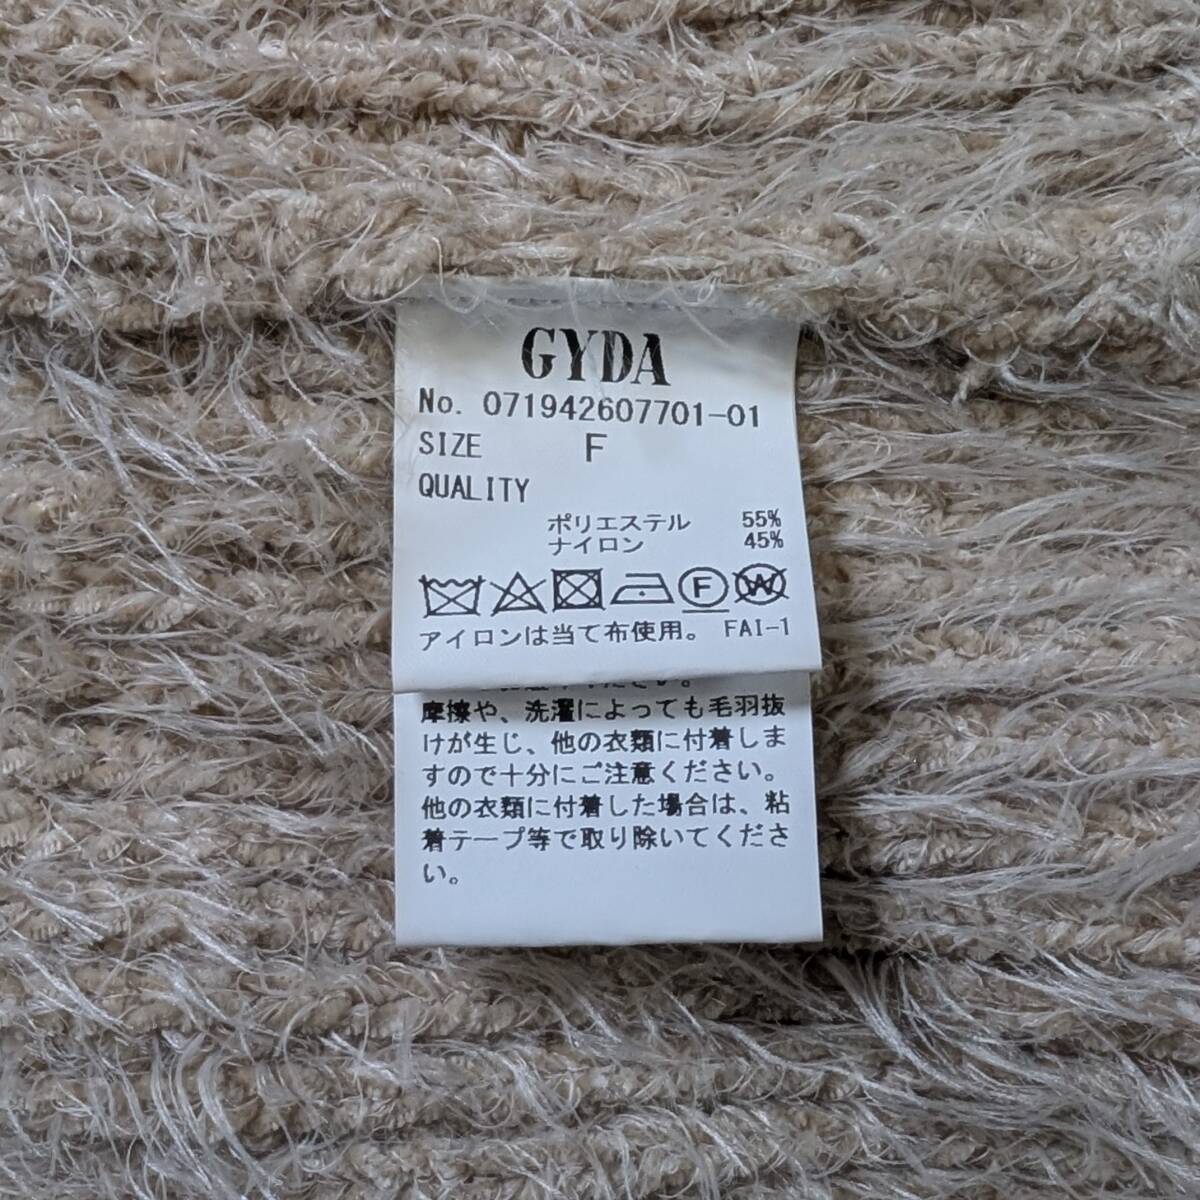 GYDA
No. 071942607701-01
SIZE F
QUALITY
ポリエステル 55%
ナイロン 45%
F W
アイロンは当て布使用。 FAI-1
ください。
摩擦や、洗濯によっても毛羽抜
けが生じ、他の衣類に付着しま
すので十分にご注意ください。
他の衣類に付着した場合は、粘
着テープ等で取り除いてくださ
い。